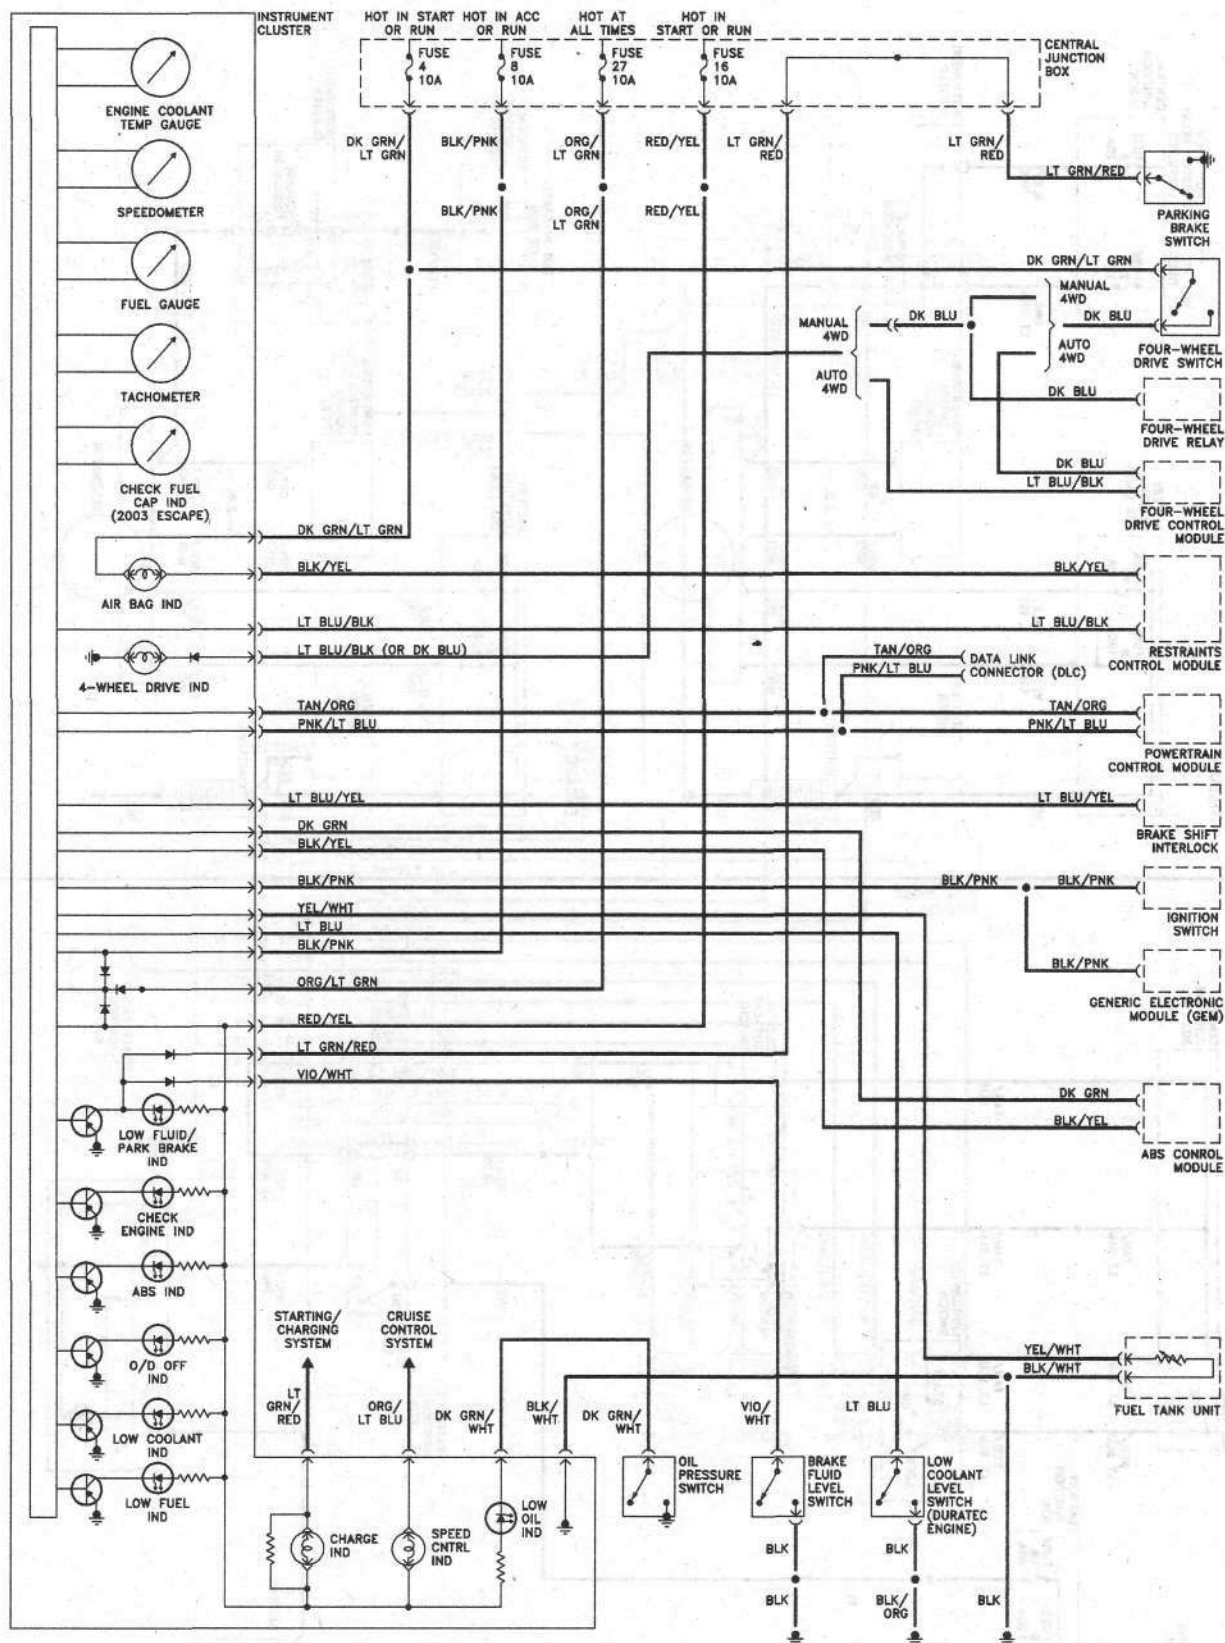 INSTRUMENT
CLUSTER
HOT IN START
OR RUN
HOT IN ACC
OR RUN
HOT AT
ALL TIMES
HOT IN
START OR RUN
FUSE
4
10A
FUSE
8
10A
FUSE
27
10A
FUSE
16
10A
CENTRAL
JUNCTION
BOX
ENGINE COOLANT
TEMP GAUGE
DK GRN/
LT GRN
BLK/PNK
ORG/
LT GRN
RED/YEL
LT GRN/
RED
LT GRN/
RED
LT GRN/RED
PARKING
BRAKE
SWITCH
SPEEDOMETER
BLK/PNK
ORG/
LT GRN
RED/YEL
DK GRN/LT GRN
FUEL GAUGE
MANUAL
4WD
DK BLU
MANUAL
4WD
DK BLU
AUTO
4WD
AUTO
4WD
FOUR-WHEEL
DRIVE SWITCH
TACHOMETER
DK BLU
FOUR-WHEEL
DRIVE RELAY
CHECK FUEL
CAP IND
(2003 ESCAPE)
DK BLU
LT BLU/BLK
FOUR-WHEEL
DRIVE CONTROL
MODULE
DK GRN/LT GRN
BLK/YEL
BLK/YEL
AIR BAG IND
LT BLU/BLK
LT BLU/BLK
RESTRAINTS
CONTROL MODULE
LT BLU/BLK (OR DK BLU)
4-WHEEL DRIVE IND
TAN/ORG
PNK/LT BLU
DATA LINK
CONNECTOR (DLC)
TAN/ORG
TAN/ORG
PNK/LT BLU
PNK/LT BLU
POWERTRAIN
CONTROL MODULE
LT BLU/YEL
LT BLU/YEL
BRAKE SHIFT
INTERLOCK
DK GRN
BLK/YEL
BLK/PNK
BLK/PNK
BLK/PNK
IGNITION
SWITCH
YEL/WHT
LT BLU
BLK/PNK
BLK/PNK
GENERIC ELECTRONIC
MODULE (GEM)
ORG/LT GRN
RED/YEL
LT GRN/RED
VIO/WHT
DK GRN
BLK/YEL
ABS CONROL
MODULE
LOW FLUID/
PARK BRAKE
IND
CHECK
ENGINE IND
ABS IND
O/D OFF
IND
LOW COOLANT
IND
LOW FUEL
IND
STARTING/
CHARGING
SYSTEM
CRUISE
CONTROL
SYSTEM
YEL/WHT
BLK/WHT
FUEL TANK UNIT
LT
GRN/
RED
ORG/
LT BLU
DK GRN/
WHT
BLK/
WHT
DK GRN/
WHT
VIO/
WHT
LT BLU
OIL
PRESSURE
SWITCH
BRAKE
FLUID
LEVEL
SWITCH
LOW
COOLANT
LEVEL
SWITCH
(DURATEC
ENGINE)
CHARGE
IND
SPEED
CNTRL
IND
LOW
OIL
IND
BLK
BLK
BLK
BLK/
ORG
BLK